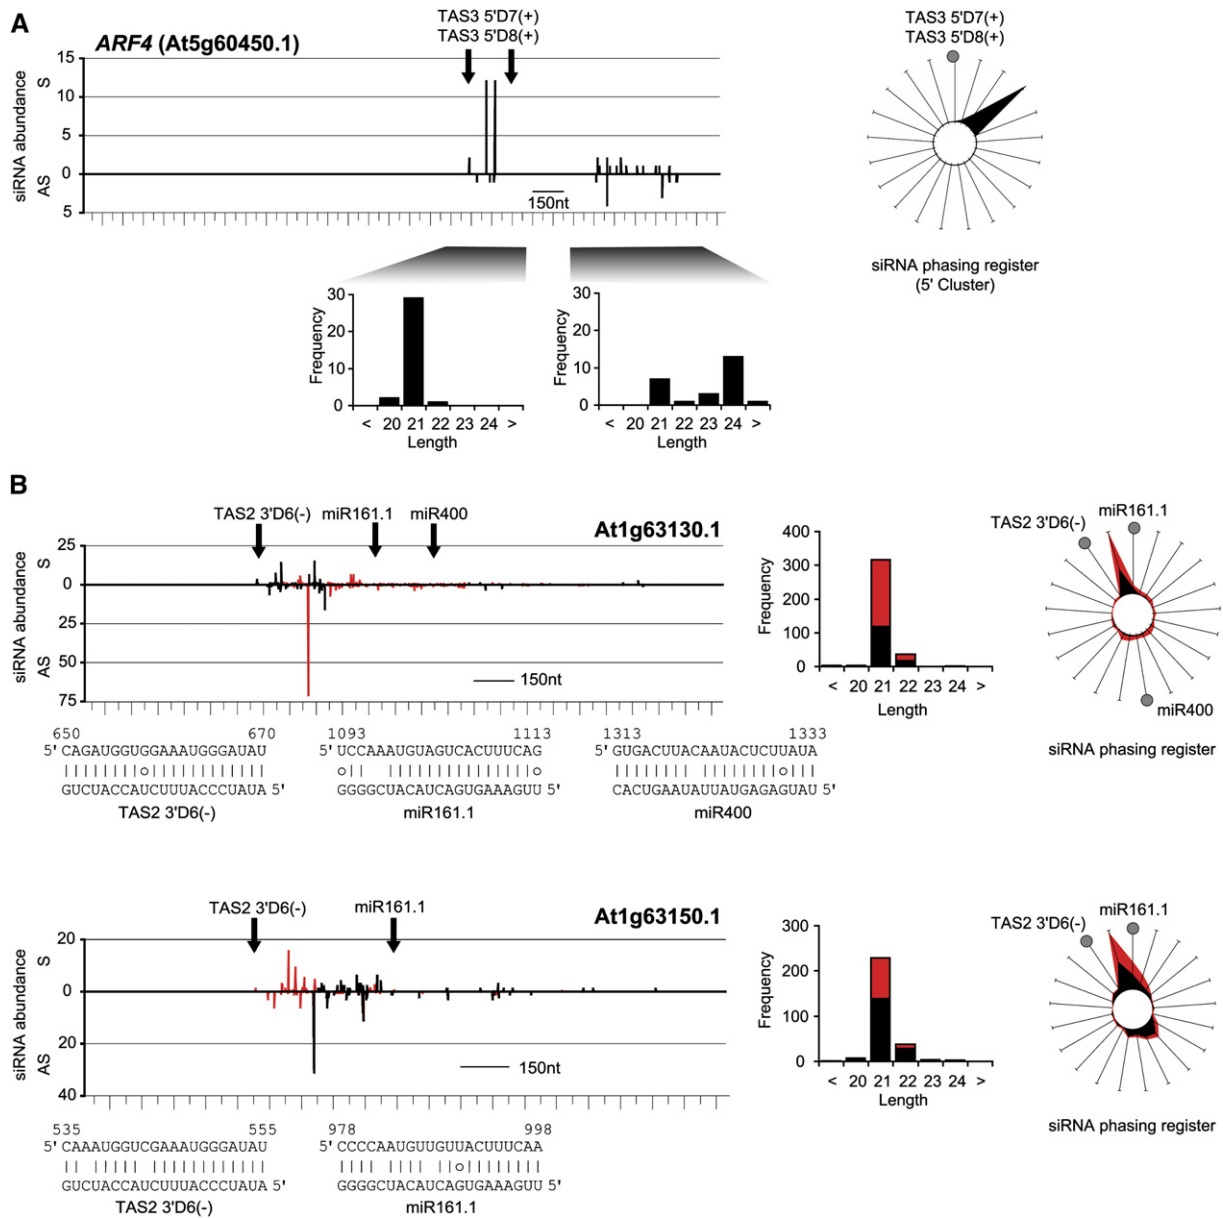 A
ARF4 (At5g60450.1)
TAS3 5'D7(+)
TAS3 5'D8(+)
siRNA abundance
AS
S
15
10
5
0
5
150nt
TAS3 5'D7(+)
TAS3 5'D8(+)
siRNA phasing register
(5' Cluster)
Frequency
30
20
10
0
< 20 21 22 23 24 >
Length
Frequency
30
20
10
0
< 20 21 22 23 24 >
Length
B
TAS2 3'D6(-) miR161.1 miR400
At1g63130.1
siRNA abundance
AS
S
25
0
25
50
75
150nt
650 670
5' CAGAUGGUGGAAAUGGGAUAU
GUCUACCAUCUUUACCCUAUA 5'
TAS2 3'D6(-)
1093 1113
5' UCCAAAUGUAGUCACUUUCAG
GGGGCUACAUCAGUGAAAGUU 5'
miR161.1
1313 1333
5' GUGACUUACAAUACUCUUAUA
CACUGAAUAUUAUGAGAGUAU 5'
miR400
Frequency
400
300
200
100
0
< 20 21 22 23 24 >
Length
TAS2 3'D6(-)
miR161.1
miR400
siRNA phasing register
TAS2 3'D6(-) miR161.1
At1g63150.1
siRNA abundance
AS
S
20
0
20
40
150nt
535 555
5' CAAAUGGUCGAAAUGGGAUAU
GUCUACCAUCUUUACCCUAUA 5'
TAS2 3'D6(-)
978 998
5' CCCCAAUGUUGUUACUUUCAA
GGGGCUACAUCAGUGAAAGUU 5'
miR161.1
Frequency
300
200
100
0
< 20 21 22 23 24 >
Length
TAS2 3'D6(-)
miR161.1
siRNA phasing register